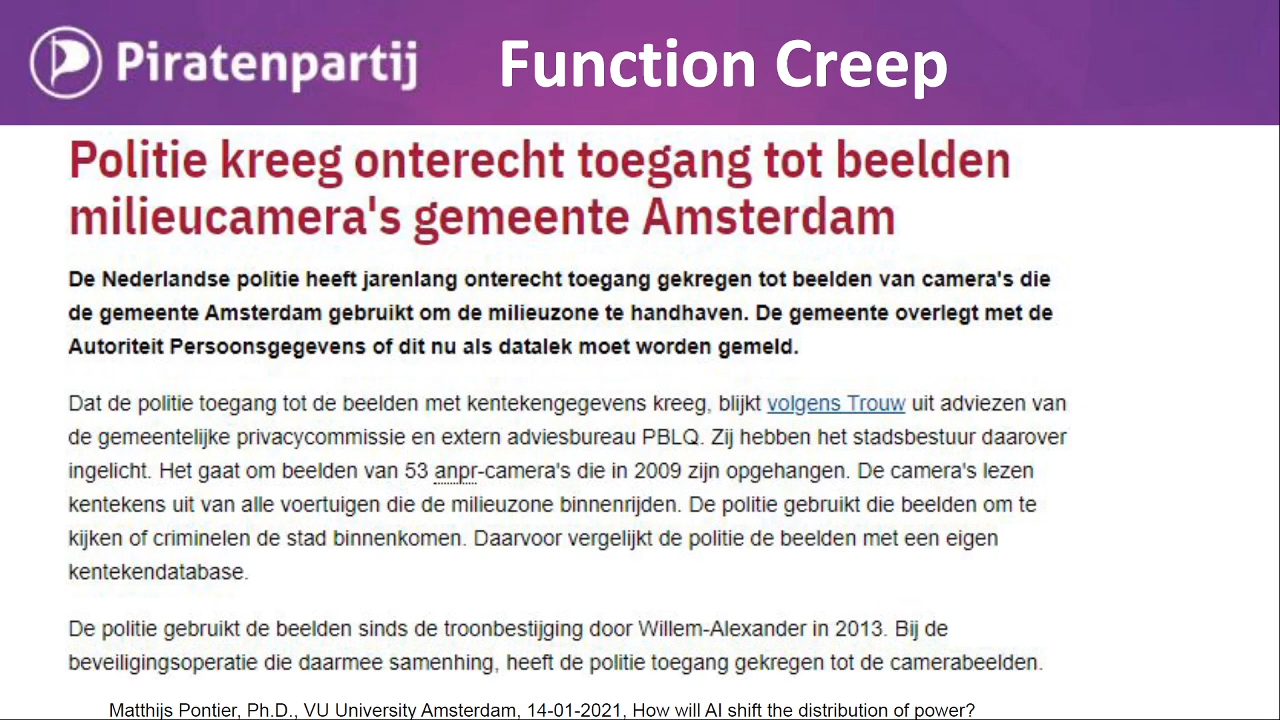 Piratenpartij
Function Creep
Politie kreeg onterecht toegang tot beelden
milieucamera's gemeente Amsterdam
De Nederlandse politie heeft jarenlang onterecht toegang gekregen tot beelden van camera's die
de gemeente Amsterdam gebruikt om de milieuzone te handhaven. De gemeente overlegt met de
Autoriteit Persoonsgegevens of dit nu als datalek moet worden gemeld.
Dat de politie toegang tot de beelden met kentekengegevens kreeg, blijkt volgens Trouw uit adviezen van
de gemeentelijke privacycommissie en extern adviesbureau PBLQ. Zij hebben het stadsbestuur daarover
ingelicht. Het gaat om beelden van 53 anpr-camera's die in 2009 zijn opgehangen. De camera's lezen
kentekens uit van alle voertuigen die de milieuzone binnenrijden. De politie gebruikt die beelden om te
kijken of criminelen de stad binnenkomen. Daarvoor vergelijkt de politie de beelden met een eigen
kentekendatabase.
De politie gebruikt de beelden sinds de troonbestijging door Willem-Alexander in 2013. Bij de
beveiligingsoperatie die daarmee samenhing, heeft de politie toegang gekregen tot de camerabeelden.
Matthijs Pontier, Ph.D., VU University Amsterdam, 14-01-2021, How will AI shift the distribution of power?